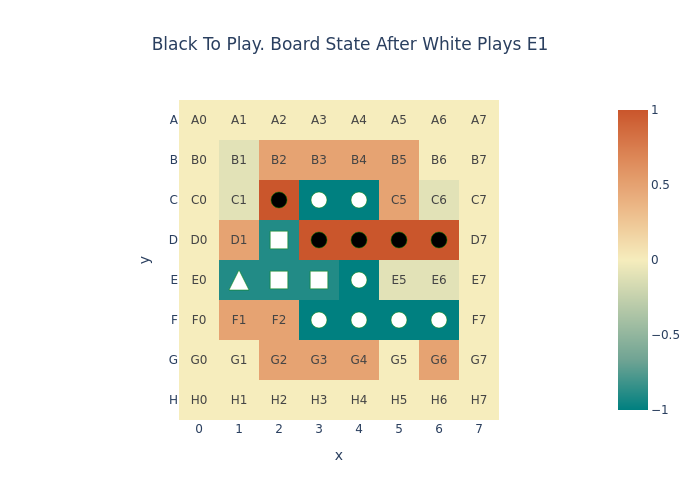 Black To Play. Board State After White Plays E1
A A0 A1 A2 A3 A4 A5 A6 A7
B B0 B1 B2 B3 B4 B5 B6 B7
C C0 C1 C5 C6 C7
D D0 D1 D7
E E0 E5 E6 E7
F F0 F1 F2 F7
G G0 G1 G2 G3 G4 G5 G6 G7
H H0 H1 H2 H3 H4 H5 H6 H7
0 1 2 3 4 5 6 7
x
y
1
0.5
0
−0.5
−1